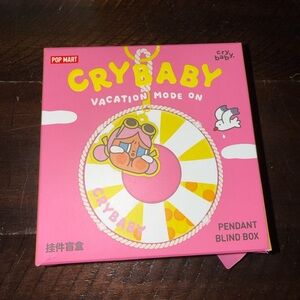 POP MART
cry
baby.
CRYBABY
VACATION MODE ON
CRYBABY
挂件盲盒
PENDANT
BLIND BOX